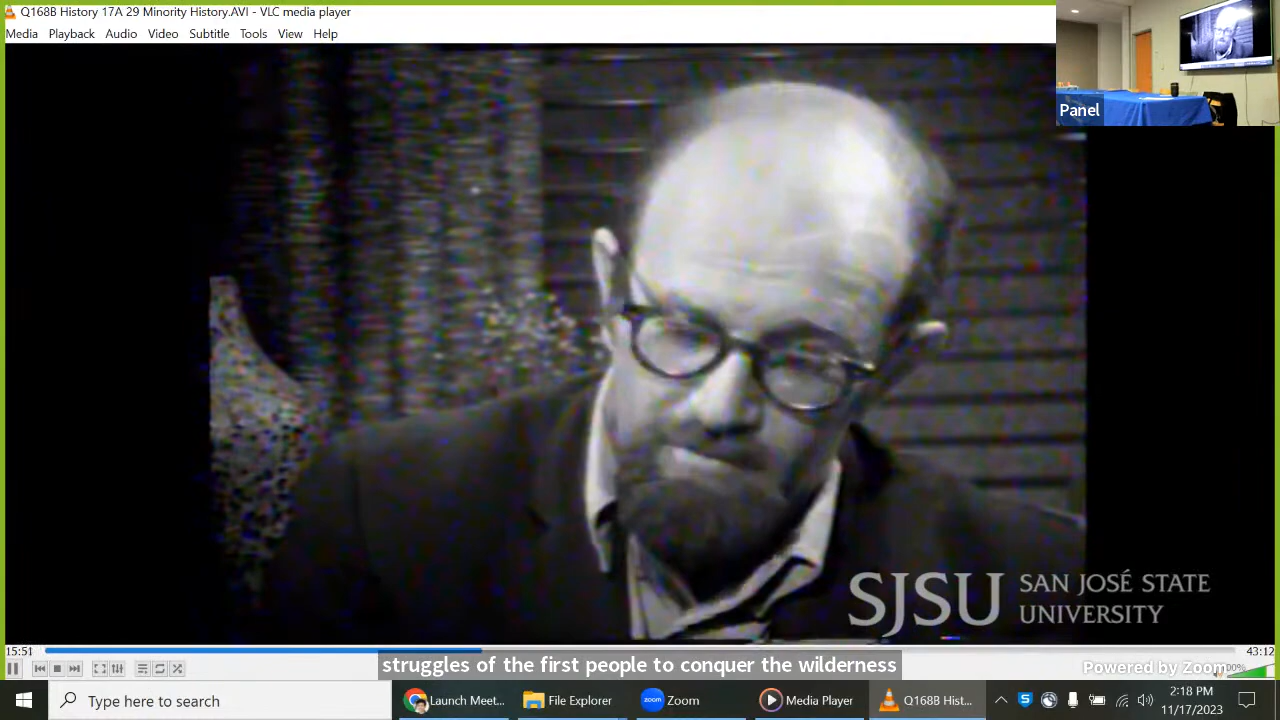 Q168B History 17A 29 Minority History.AVI - VLC media player
Media Playback Audio Video Subtitle Tools View Help
Panel
SJSU SAN JOSÉ STATE
UNIVERSITY
15:51
43:12
struggles of the first people to conquer the wilderness
Powered by Zoom
Type here to search
Launch Meet...
File Explorer
Zoom
Media Player
Q168B Hist...
2:18 PM
11/17/2023